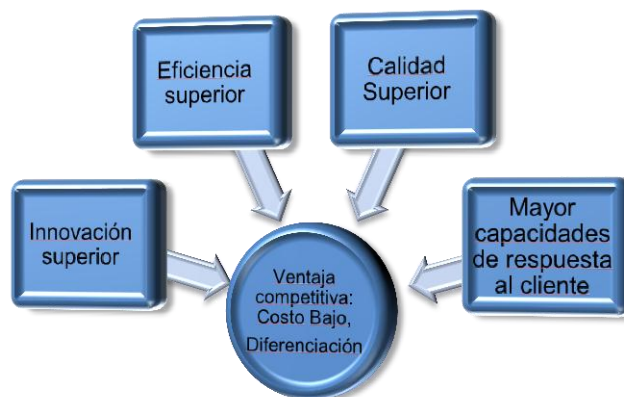 Eficiencia
superior
Calidad
Superior
Innovación
superior
Mayor
capacidades
de respuesta
al cliente
Ventaja
competitiva:
Costo Bajo,
Diferenciación